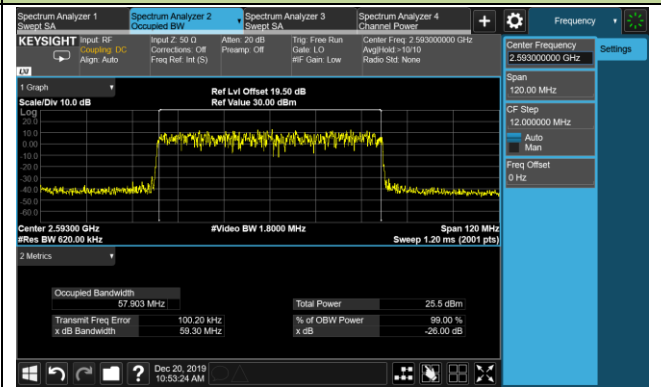 Spectrum Analyzer 1
Swept SA
Spectrum Analyzer 2
Occupied BW
Spectrum Analyzer 3
Swept SA
Spectrum Analyzer 4
Channel Power
+
Frequency
KEYSIGHT
Input: RF
Coupling: DC
Align: Auto
Input Z: 50 Ω
Corrections: Off
Freq Ref: Int (S)
Atten: 20 dB
Preamp: Off
Trig: Free Run
Gate: LO
#IF Gain: Low
Center Freq: 2.593000000 GHz
Avg|Hold:>10/10
Radio Std: None
LXI
Center Frequency
2.593000000 GHz
Settings
Span
120.00 MHz
CF Step
12.000000 MHz
Auto
Man
Freq Offset
0 Hz
1 Graph
Scale/Div 10.0 dB
Ref Lvl Offset 19.50 dB
Ref Value 30.00 dBm
Log
20.0
10.0
0.00
-10.0
-20.0
-30.0
-40.0
-50.0
-60.0
Center 2.59300 GHz
#Res BW 620.00 kHz
#Video BW 1.8000 MHz
Span 120 MHz
Sweep 1.20 ms (2001 pts)
2 Metrics
Occupied Bandwidth
57.903 MHz
Total Power 25.5 dBm
Transmit Freq Error 100.20 kHz
% of OBW Power 99.00 %
x dB Bandwidth 59.30 MHz
x dB -26.00 dB
?
Dec 20, 2019
10:53:24 AM